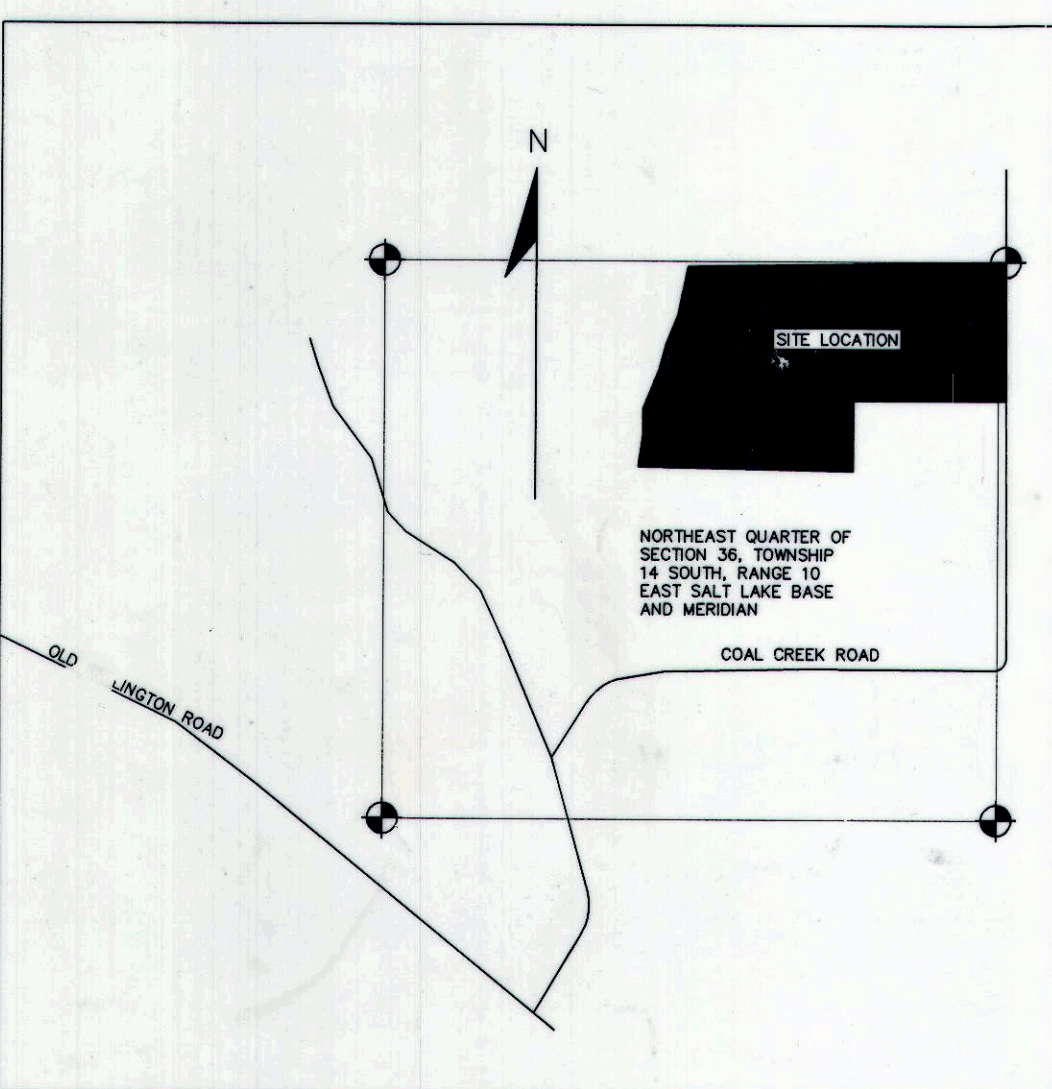 N
SITE LOCATION
NORTHEAST QUARTER OF
SECTION 36, TOWNSHIP
14 SOUTH, RANGE 10
EAST SALT LAKE BASE
AND MERIDIAN
COAL CREEK ROAD
OLD
LINGTON ROAD